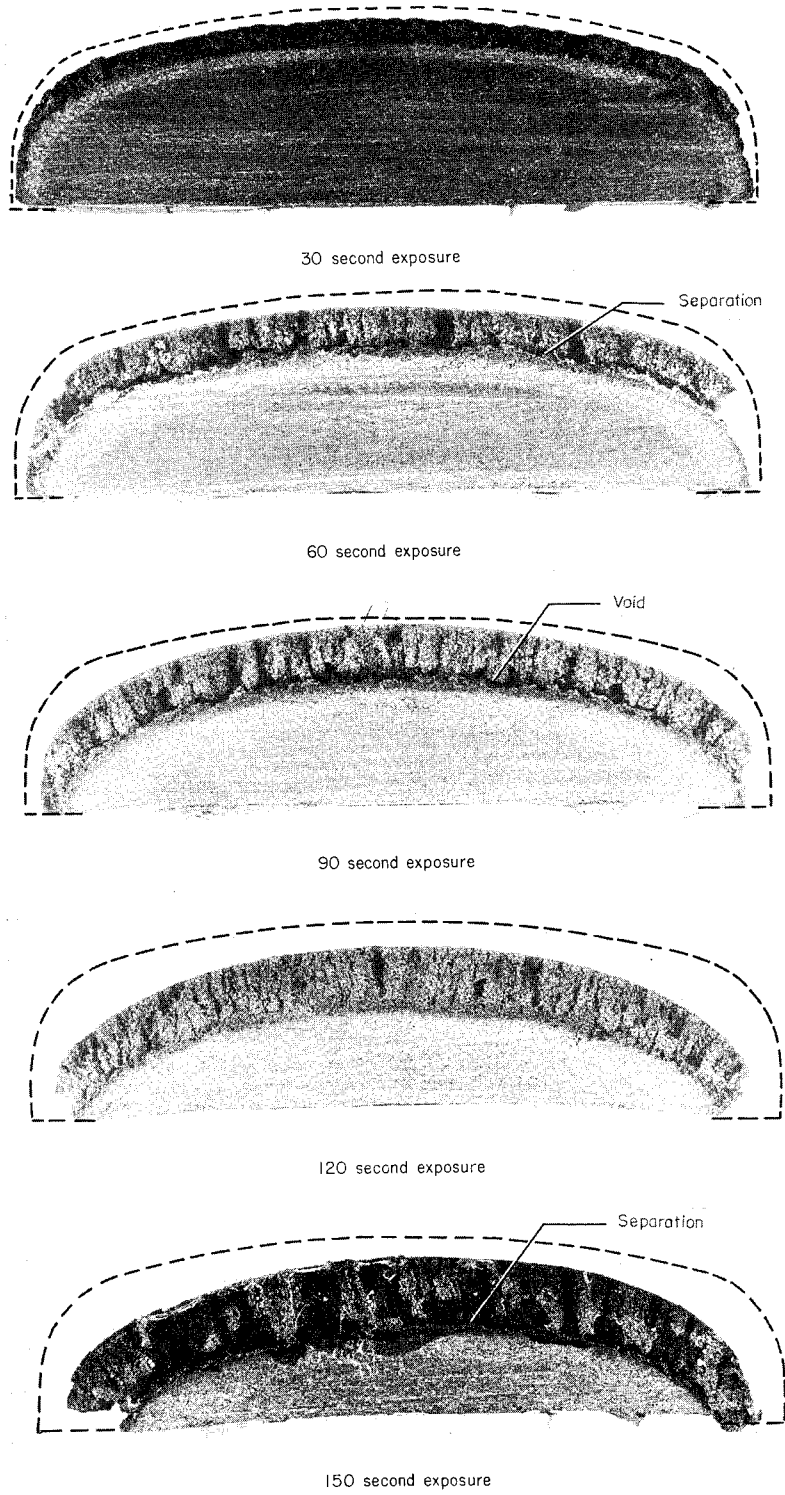 30 second exposure
Separation
60 second exposure
Void
90 second exposure
120 second exposure
Separation
150 second exposure